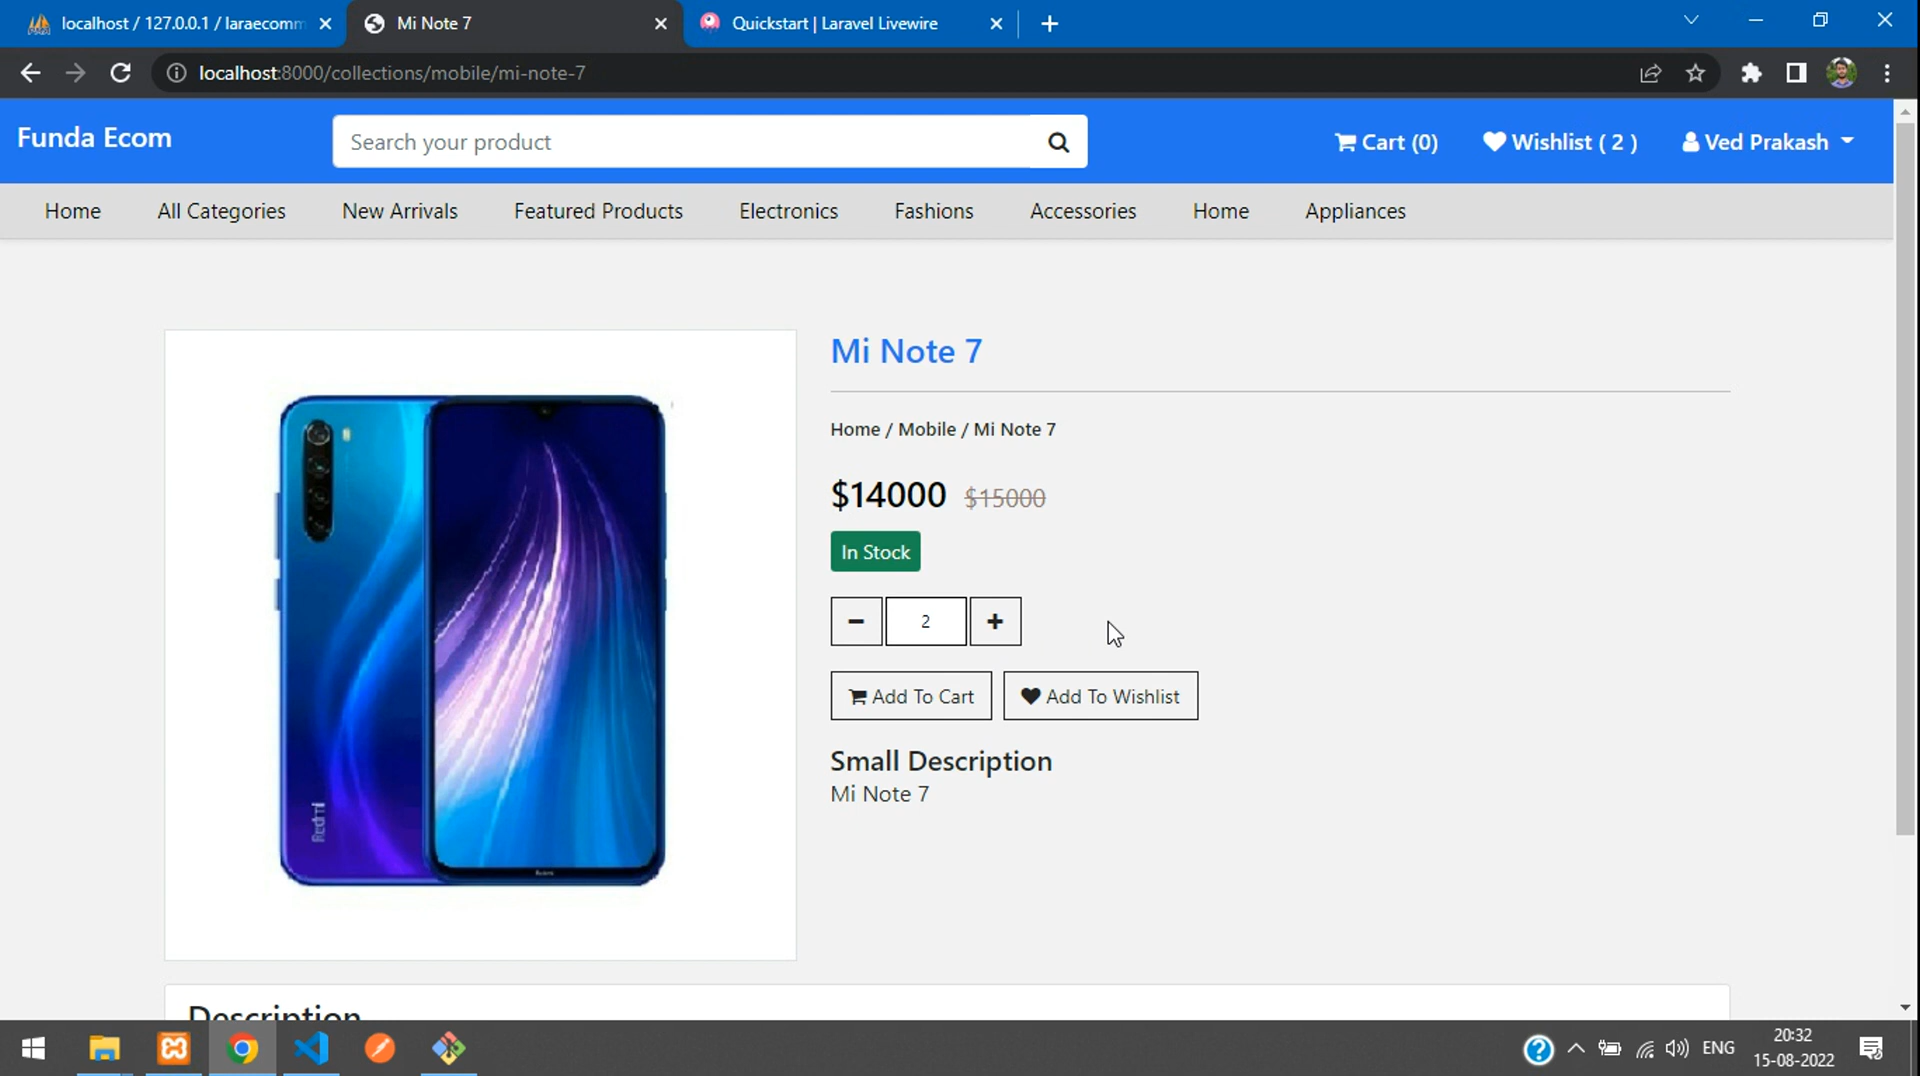 localhost / 127.0.0.1 / laraecomm
Mi Note 7
Quickstart | Laravel Livewire
localhost:8000/collections/mobile/mi-note-7
Funda Ecom
Search your product
Cart (0)
Wishlist ( 2 )
Ved Prakash
Home
All Categories
New Arrivals
Featured Products
Electronics
Fashions
Accessories
Home
Appliances
Mi Note 7
Home / Mobile / Mi Note 7
$14000 $15000
In Stock
2
Add To Cart
Add To Wishlist
Small Description
Mi Note 7
Redmi
Description
ENG
20:32
15-08-2022